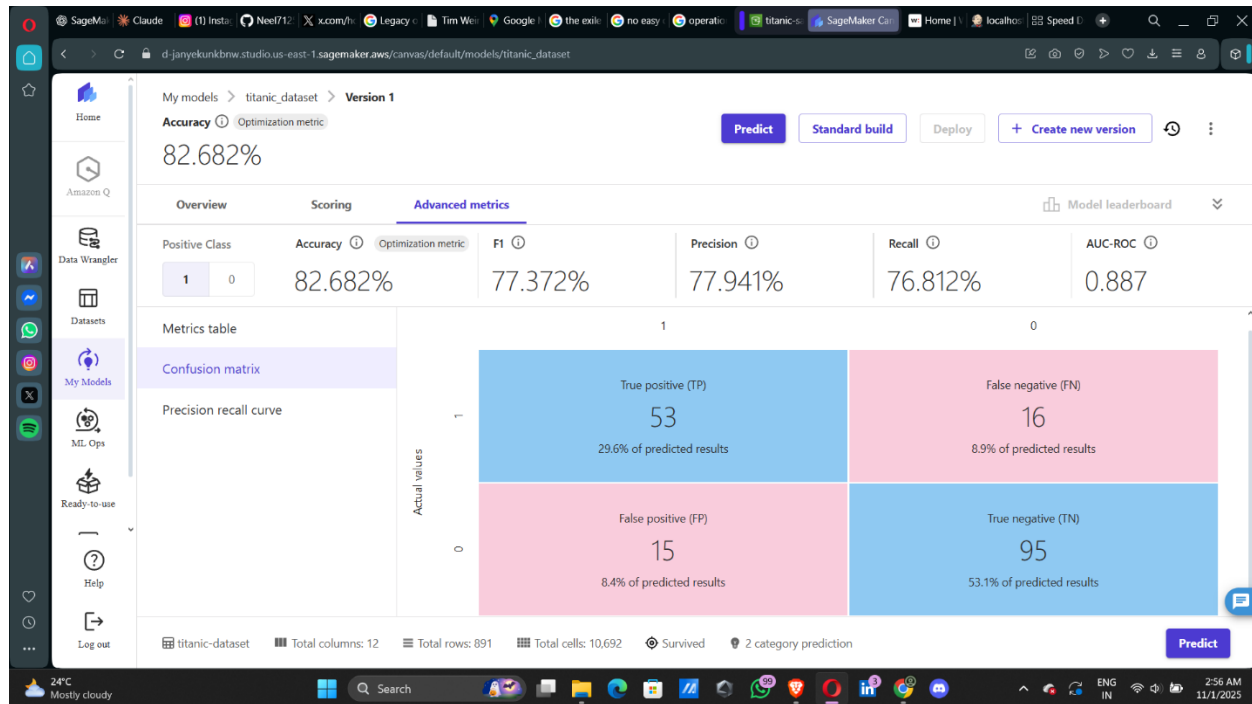 SageMal
Claude
(1) Instag
Neel712
x.com/ho
Legacy o
Tim Wein
Google F
the exile
no easy
operatio
titanic-sa
SageMaker Can
Home | V
localhos
Speed D
d-janyekunkbnw.studio.us-east-1.sagemaker.aws/canvas/default/models/titanic_dataset
Home
Amazon Q
Data Wrangler
Datasets
My Models
ML Ops
Ready-to-use
Help
Log out
My models > titanic_dataset > Version 1
Accuracy Optimization metric
82.682%
Predict
Standard build
Deploy
+ Create new version
Overview
Scoring
Advanced metrics
Model leaderboard
Positive Class
1 0
Accuracy Optimization metric
82.682%
F1
77.372%
Precision
77.941%
Recall
76.812%
AUC-ROC
0.887
Metrics table
Confusion matrix
Precision recall curve
1 0
Actual values
1
True positive (TP)
53
29.6% of predicted results
False negative (FN)
16
8.9% of predicted results
0
False positive (FP)
15
8.4% of predicted results
True negative (TN)
95
53.1% of predicted results
titanic-dataset
Total columns: 12
Total rows: 891
Total cells: 10,692
Survived
2 category prediction
Predict
24°C
Mostly cloudy
Search
99
3
ENG
IN
2:56 AM
11/1/2025